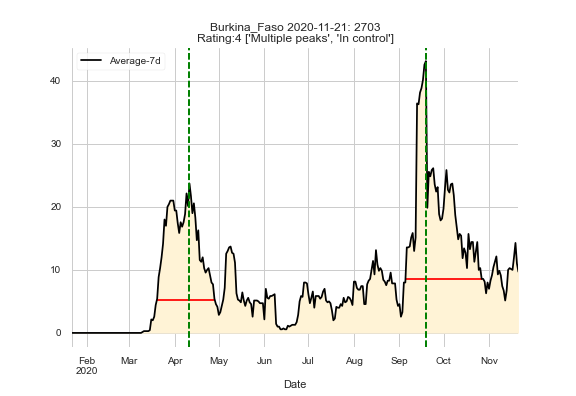 Burkina_Faso 2020-11-21: 2703
Rating:4 ['Multiple peaks', 'In control']
Average-7d
40
30
20
10
0
Feb Mar Apr May Jun Jul Aug Sep Oct Nov
2020
Date